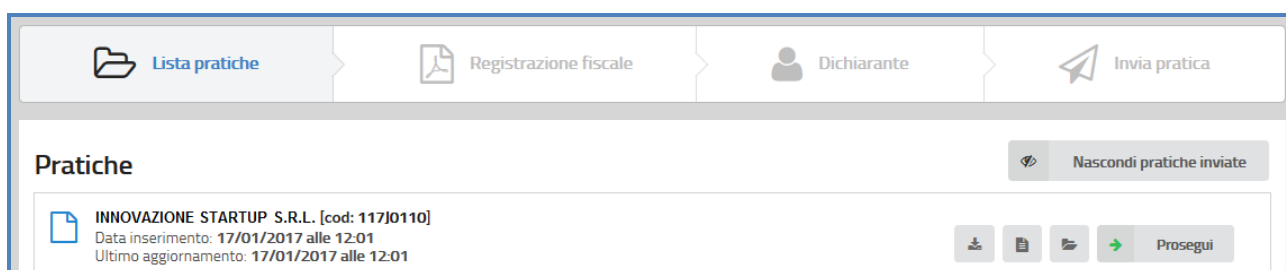 Lista pratiche
Registrazione fiscale
Dichiarante
Invia pratica
Pratiche
Nascondi pratiche inviate
INNOVAZIONE STARTUP S.R.L. [cod: 117J0110]
Data inserimento: 17/01/2017 alle 12:01
Ultimo aggiornamento: 17/01/2017 alle 12:01
Prosegui